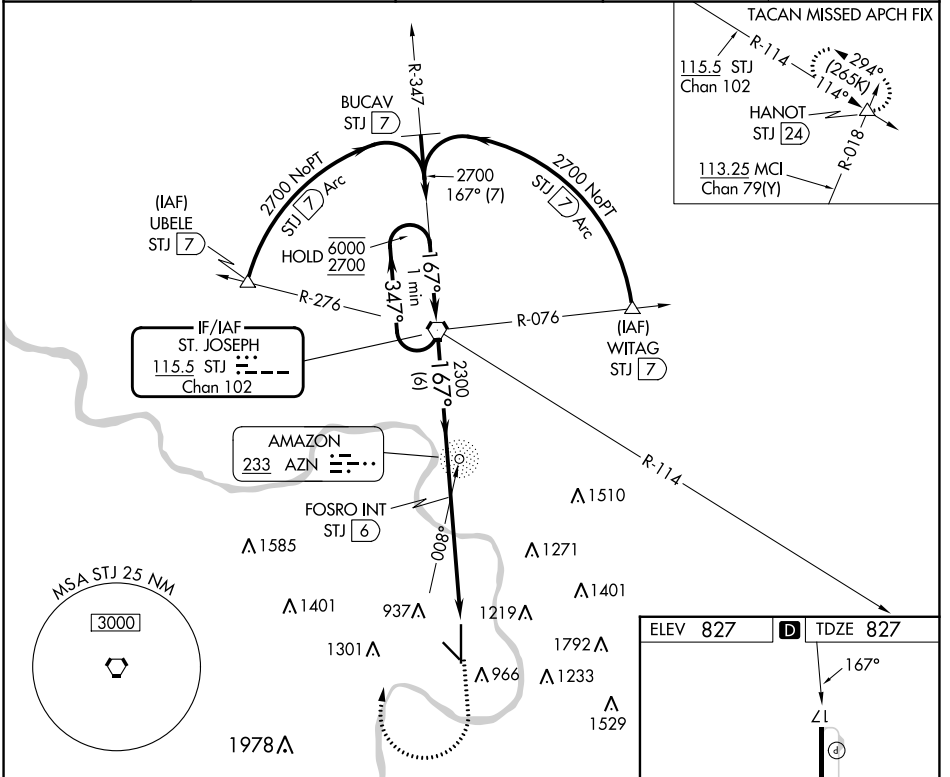 TACAN MISSED APCH FIX
R-114
115.5 STJ
Chan 102
294°
(265K)
114°
HANOT
STJ 24
R-018
113.25 MCI
Chan 79(Y)
R-347
BUCAV
STJ 7
2700 NoPT
STJ 7 Arc
2700
167° (7)
2700 NoPT
STJ 7 Arc
(IAF)
UBELE
STJ 7
HOLD 6000
2700
167°
1 min
347°
R-276
R-076
(IAF)
WITAG
STJ 7
IF/IAF
ST. JOSEPH
115.5 STJ
Chan 102
2300
167°
(6)
AMAZON
233 AZN
R-114
FOSRO INT
STJ 6
008°
1510
1585
1271
MSA STJ 25 NM
3000
1401
937
1219
1401
1301
1792
966
1233
1529
1978
ELEV 827 D TDZE 827
167°
17
P